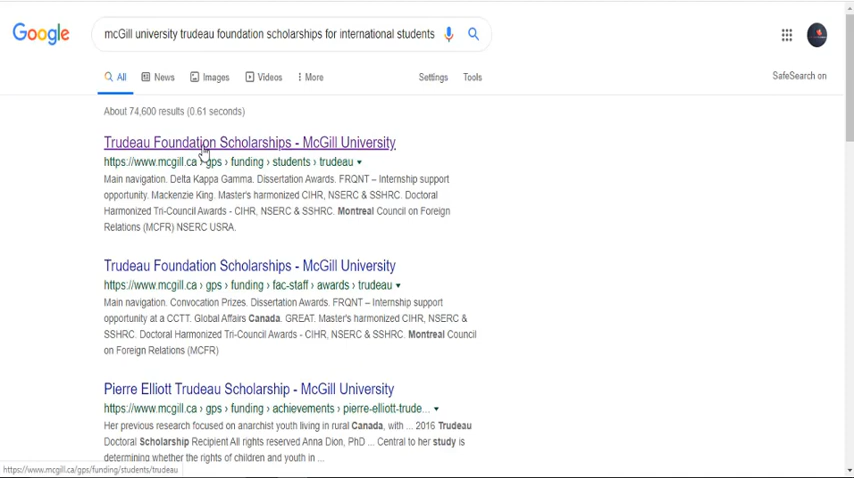 Google
mcGill university trudeau foundation scholarships for international students
All News Images Videos More Settings Tools
SafeSearch on
About 74,600 results (0.61 seconds)
Trudeau Foundation Scholarships - McGill University
https://www.mcgill.ca › gps › funding › students › trudeau
Main navigation. Delta Kappa Gamma. Dissertation Awards. FRQNT – Internship support
opportunity. Mackenzie King. Master's harmonized CIHR, NSERC & SSHRC. Doctoral
Harmonized Tri-Council Awards - CIHR, NSERC & SSHRC. Montreal Council on Foreign
Relations (MCFR) NSERC USRA.
Trudeau Foundation Scholarships - McGill University
https://www.mcgill.ca › gps › funding › fac-staff › awards › trudeau
Main navigation. Convocation Prizes. Dissertation Awards. FRQNT – Internship support
opportunity at a CCTT. Global Affairs Canada. GREAT. Master's harmonized CIHR, NSERC &
SSHRC. Doctoral Harmonized Tri-Council Awards - CIHR, NSERC & SSHRC. Montreal Council
on Foreign Relations (MCFR)
Pierre Elliott Trudeau Scholarship - McGill University
https://www.mcgill.ca › gps › funding › achievements › pierre-elliott-trude...
Her previous research focused on anarchist youth living in rural Canada, with ... 2016 Trudeau
Doctoral Scholarship Recipient All rights reserved Anna Dion, PhD ... Central to her study is
determining whether the rights of children and youth in ...
https://www.mcgill.ca/gps/funding/students/trudeau